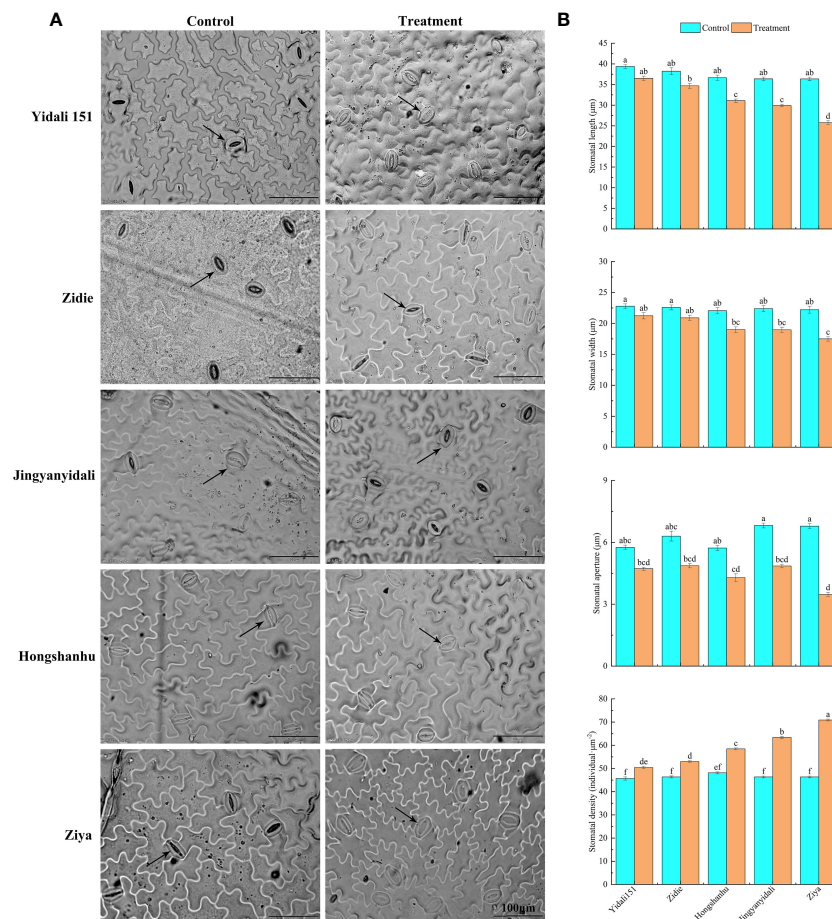 A
Control
Treatment
Yidali 151
Zidie
Jingyanyidali
Hongshanhu
Ziya
100μm
B
Control
Treatment
Stomatal length (μm)
45
40
35
30
25
20
15
10
5
0
a
ab
ab
b
ab
c
ab
c
ab
d
Stomatal width (μm)
30
25
20
15
10
5
0
a
ab
a
ab
ab
bc
ab
bc
ab
c
Stomatal aperture (μm)
9
6
3
0
abc
bcd
abc
bcd
ab
cd
a
bcd
a
d
Stomatal density (individual·μm⁻²)
80
70
60
50
40
30
20
10
0
f
de
f
d
ef
c
f
b
f
a
Yidali151
Zidie
Hongshanhu
Jingyanyidali
Ziya